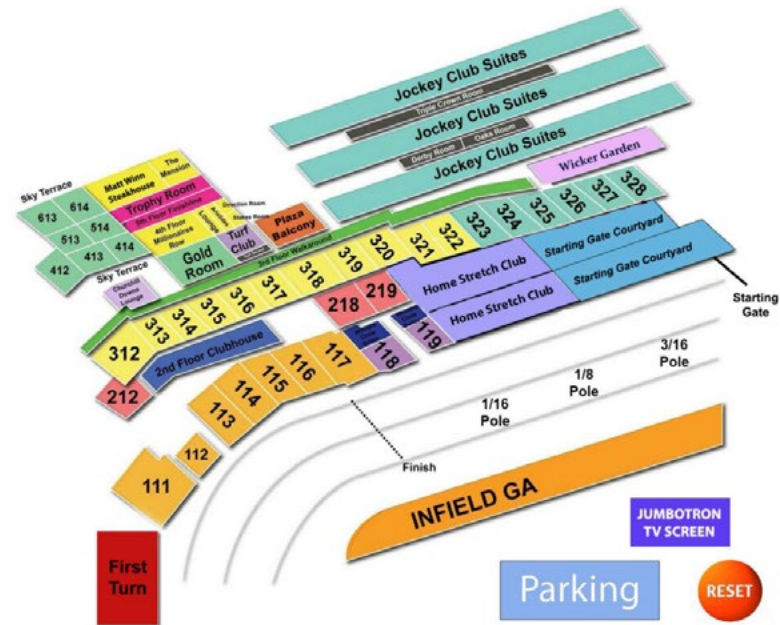 Jockey Club Suites
Triple Crown Room
Jockey Club Suites
Derby Room
Oaks Room
Jockey Club Suites
Wicker Garden
Sky Terrace
Matt Winn
Steakhouse
The
Mansion
613
614
Trophy Room
513
514
5th Floor Finishline
4th Floor
Millionaires
Row
Lounge
Turf
Club
Plaza
Balcony
412
413
414
Gold
Room
3rd Floor Walkaround
Sky Terrace
Churchill
Downs
Lounge
312
313
314
315
316
317
318
319
320
321
322
323
324
325
326
327
328
218
219
Home Stretch Club
Starting Gate Courtyard
Home Stretch Club
Starting Gate Courtyard
Starting
Gate
2nd Floor Clubhouse
212
111
112
113
114
115
116
117
118
119
3/16
Pole
1/8
Pole
1/16
Pole
Finish
INFIELD GA
First
Turn
JUMBOTRON
TV SCREEN
Parking
RESET